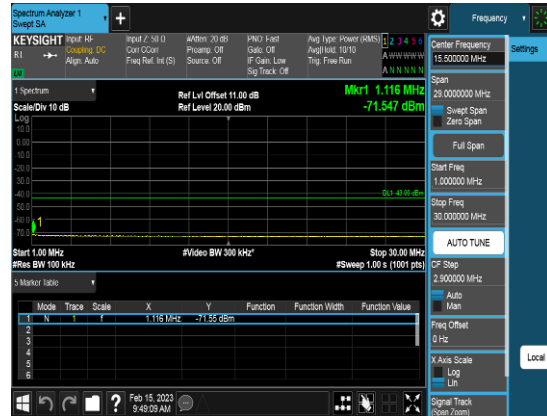 Spectrum Analyzer 1
Swept SA
+
Frequency
KEYSIGHT
R1
LM
Input: RF
Coupling: DC
Align: Auto
Input Z: 50 Ω
Corr CCorr
Freq Ref: Int (S)
#Atten: 20 dB
Preamp: Off
Source: Off
PNO: Fast
Gate: Off
IF Gain: Low
Sig Track: Off
Avg Type: Power (RMS)
Avg|Hold: 10/10
Trig: Free Run
1 2 3 4 5 6
A W W W W W
A N N N N N
1 Spectrum
Scale/Div 10 dB
Log
Ref Lvl Offset 11.00 dB
Ref Level 20.00 dBm
Mkr1 1.116 MHz
-71.547 dBm
10.0
0.00
-10.0
-20.0
-30.0
-40.0
-50.0
-60.0
-70.0
DL1 -43.00 dBm
1
Start 1.00 MHz
#Res BW 100 kHz
#Video BW 300 kHz*
Stop 30.00 MHz
#Sweep 1.00 s (1001 pts)
5 Marker Table
Mode Trace Scale X Y Function Function Width Function Value
1 N 1 f 1.116 MHz -71.55 dBm
2
3
4
5
6
Feb 15, 2023
9:49:09 AM
?
Center Frequency
15.500000 MHz
Settings
Span
29.0000000 MHz
Swept Span
Zero Span
Full Span
Start Freq
1.000000 MHz
Stop Freq
30.000000 MHz
AUTO TUNE
CF Step
2.900000 MHz
Auto
Man
Freq Offset
0 Hz
X Axis Scale
Log
Lin
Local
Signal Track
(Span Zoom)